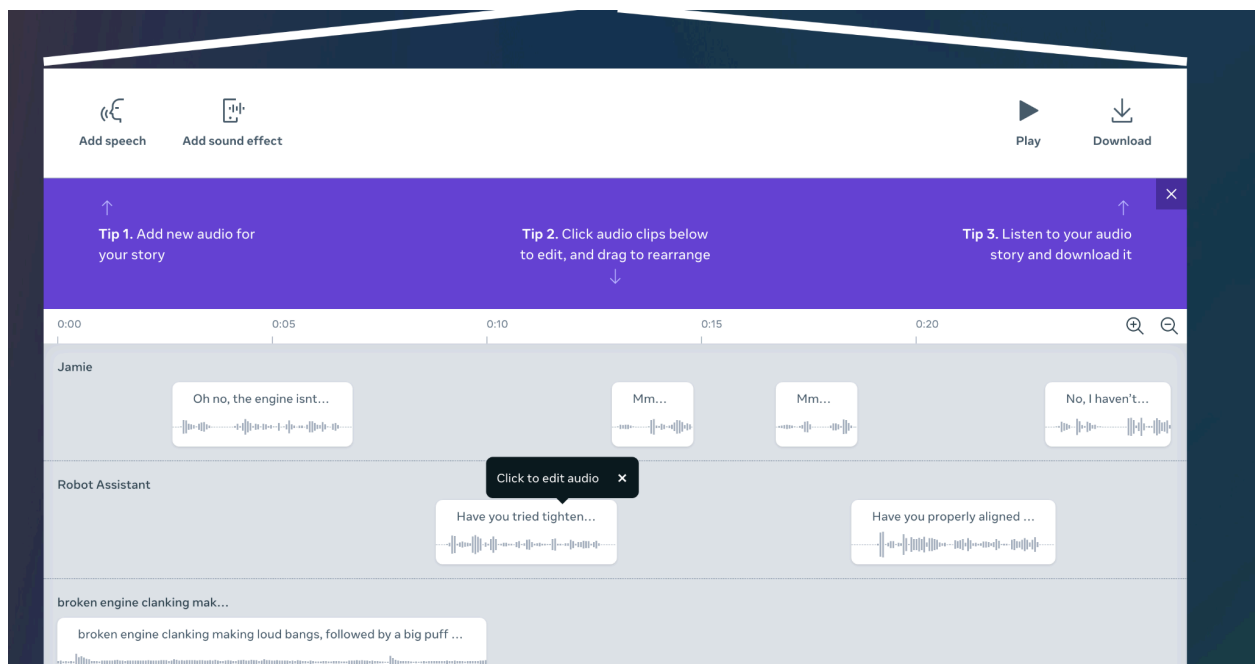 Add speech
Add sound effect
Play
Download
Tip 1. Add new audio for
your story
Tip 2. Click audio clips below
to edit, and drag to rearrange
Tip 3. Listen to your audio
story and download it
0:00
0:05
0:10
0:15
0:20
Jamie
Oh no, the engine isnt...
Mm...
Mm...
No, I haven't...
Click to edit audio
Robot Assistant
Have you tried tighten...
Have you properly aligned ...
broken engine clanking mak...
broken engine clanking making loud bangs, followed by a big puff ...